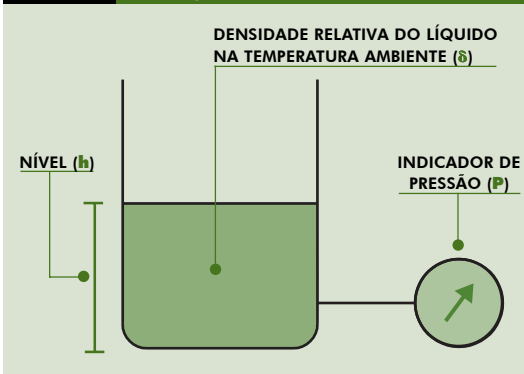 DENSIDADE RELATIVA DO LÍQUIDO
NA TEMPERATURA AMBIENTE (δ)
NÍVEL (h)
INDICADOR DE
PRESSÃO (P)